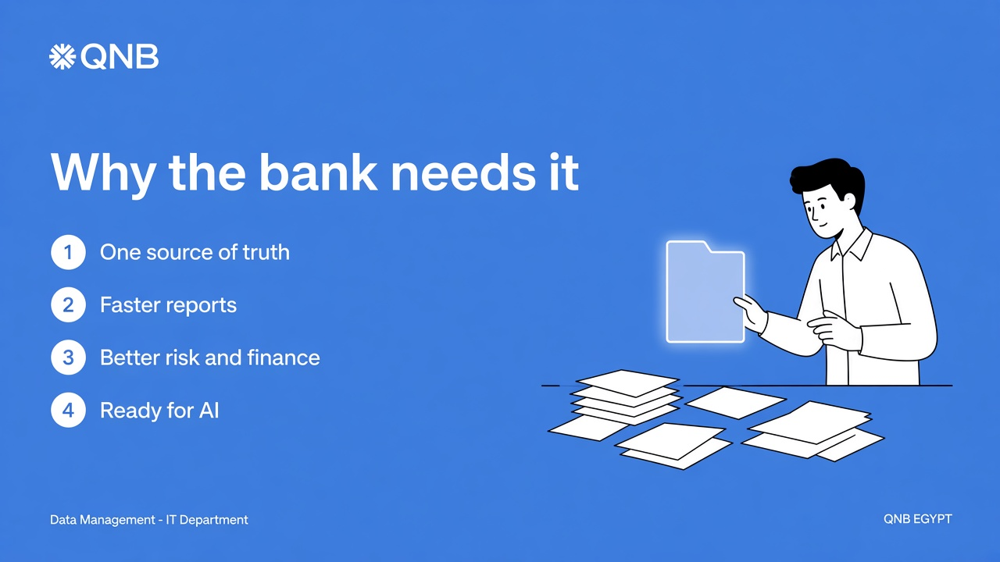 QNB
Why the bank needs it
1 One source of truth
2 Faster reports
3 Better risk and finance
4 Ready for AI
Data Management - IT Department
QNB EGYPT